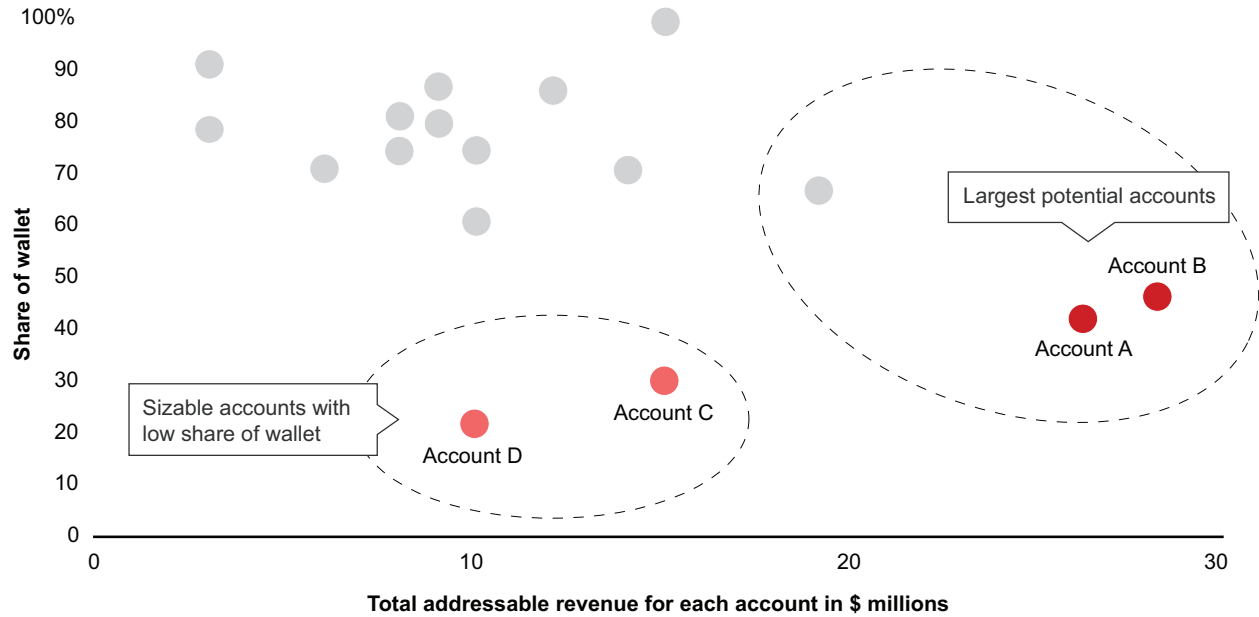 100%
90
80
70
60
50
40
30
20
10
0
Share of wallet
Largest potential accounts
Account B
Account A
Sizable accounts with
low share of wallet
Account C
Account D
0
10
20
30
Total addressable revenue for each account in $ millions